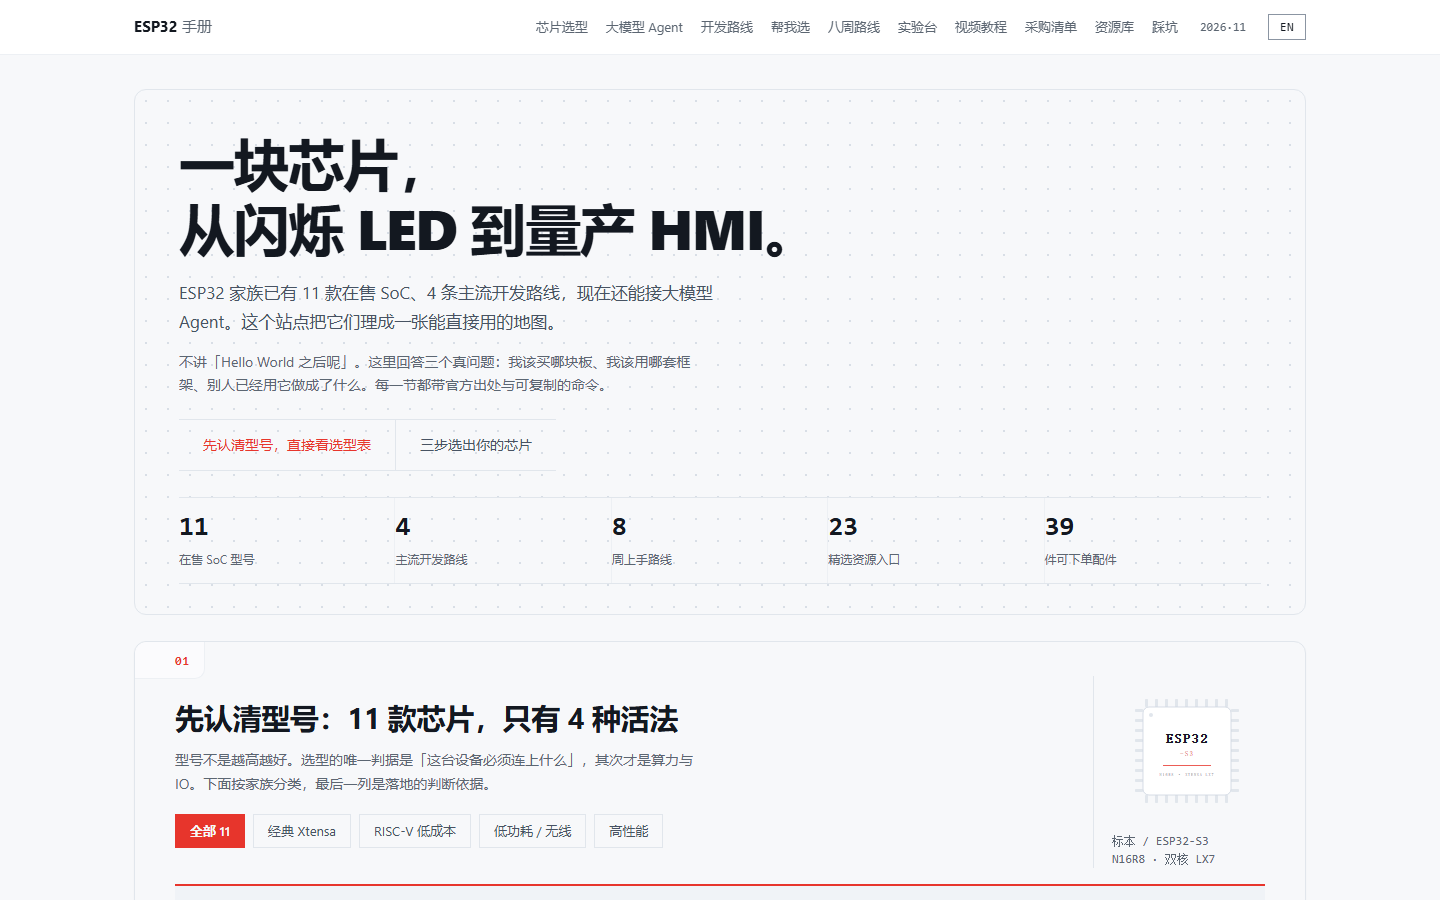 ESP32 手册
芯片选型 大模型 Agent 开发路线 帮我选 八周路线 实验台 视频教程 采购清单 资源库 踩坑 2026·11 EN
一块芯片，
从闪烁 LED 到量产 HMI。
ESP32 家族已有 11 款在售 SoC、4 条主流开发路线，现在还能接大模型
Agent。这个站点把它们理成一张能直接用的地图。
不讲「Hello World 之后呢」。这里回答三个真问题：我该买哪块板、我该用哪套框
架、别人已经用它做成了什么。每一节都带官方出处与可复制的命令。
先认清型号，直接看选型表 三步选出你的芯片
11 4 8 23 39
在售 SoC 型号 主流开发路线 周上手路线 精选资源入口 件可下单配件
01
先认清型号：11 款芯片，只有 4 种活法
型号不是越高越好。选型的唯一判据是「这台设备必须连上什么」，其次才是算力与
IO。下面按家族分类，最后一列是落地的判断依据。
全部 11 经典 Xtensa RISC-V 低成本 低功耗 / 无线 高性能
ESP32
-S3
标本 / ESP32-S3
N16R8 · 双核 LX7